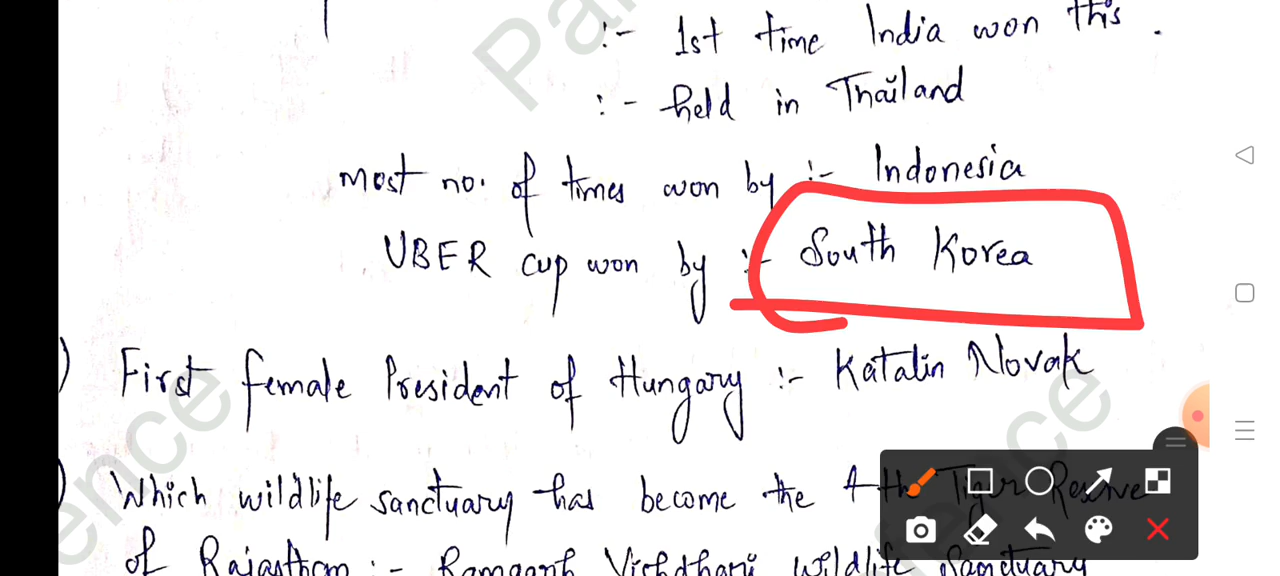 :- 1st time India won this.
:- held in Thailand
most no. of times won by :- Indonesia
UBER cup won by :- South Korea
) First female President of Hungary :- Katalin Novak
) Which wildlife sanctuary has become the 4th Tiger Reserve
of Rajasthan :- Ramgarh Vishdhari wildlife Sanctuary